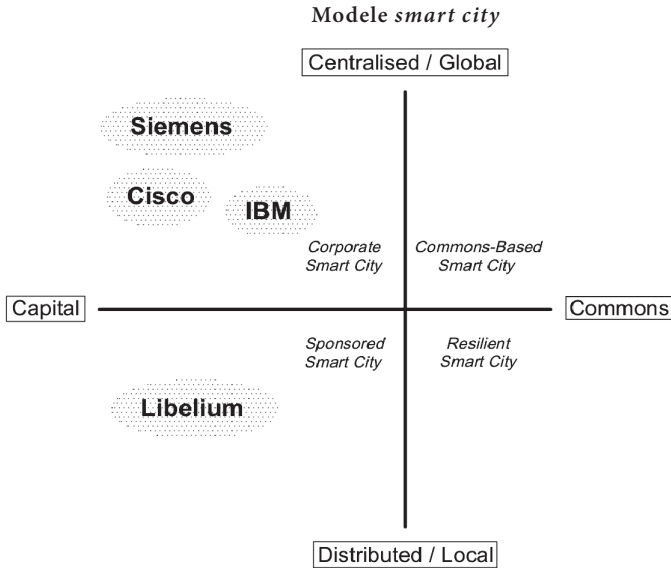 Modele smart city
Centralised / Global
Siemens
Cisco
IBM
Corporate
Smart City
Commons-Based
Smart City
Capital
Commons
Sponsored
Smart City
Resilient
Smart City
Libelium
Distributed / Local